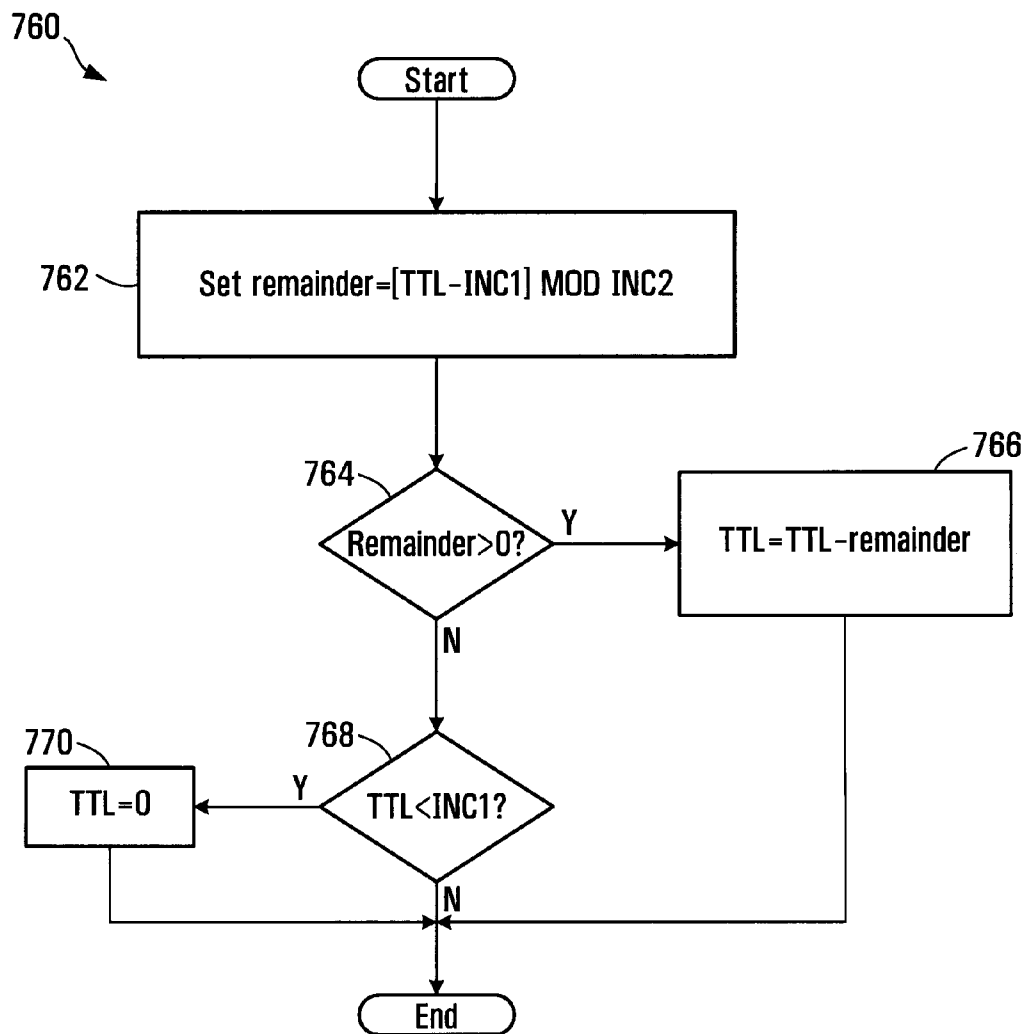 760
Start
762
Set remainder=[TTL-INC1] MOD INC2
764
766
Remainder>0?
Y
TTL=TTL-remainder
N
770
768
TTL=0
Y
TTL<INC1?
N
End